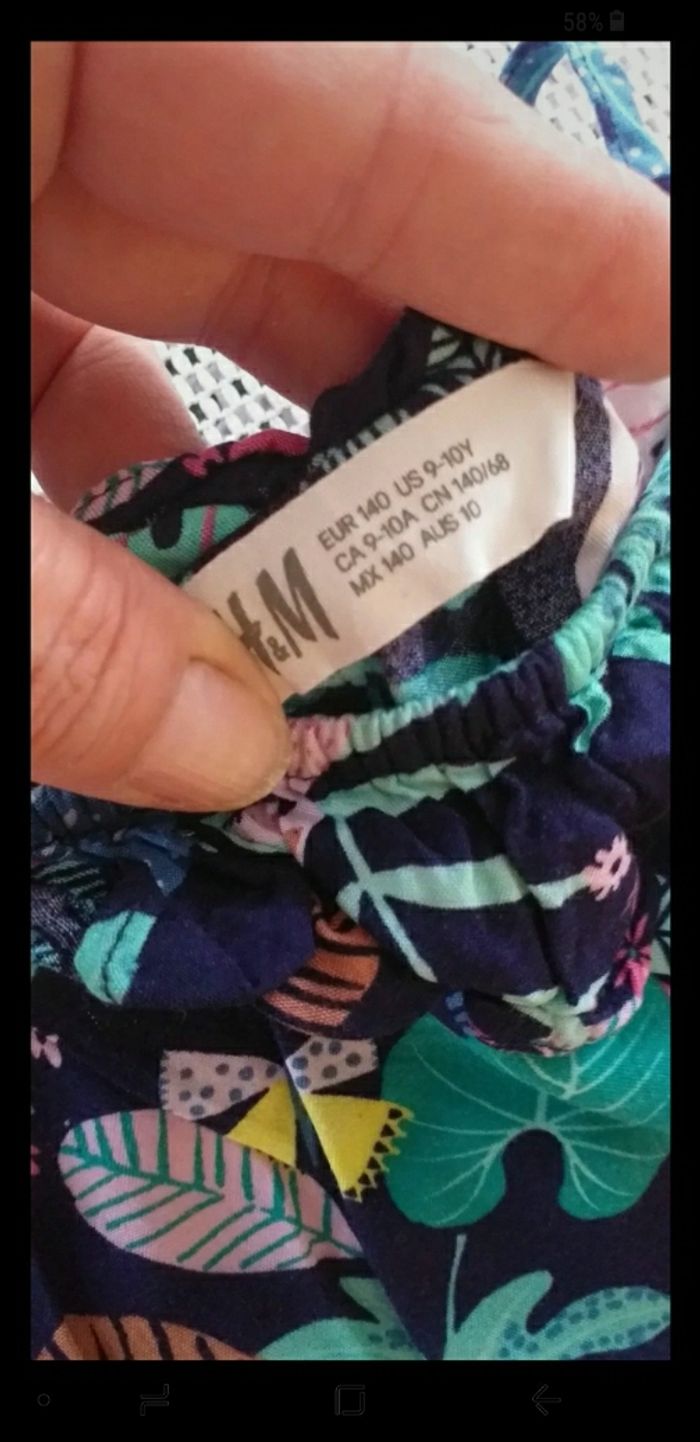 58%
EUR 140 US 9-10Y
CA 9-10A CN 140/68
MX 140 AUS 10
H&M